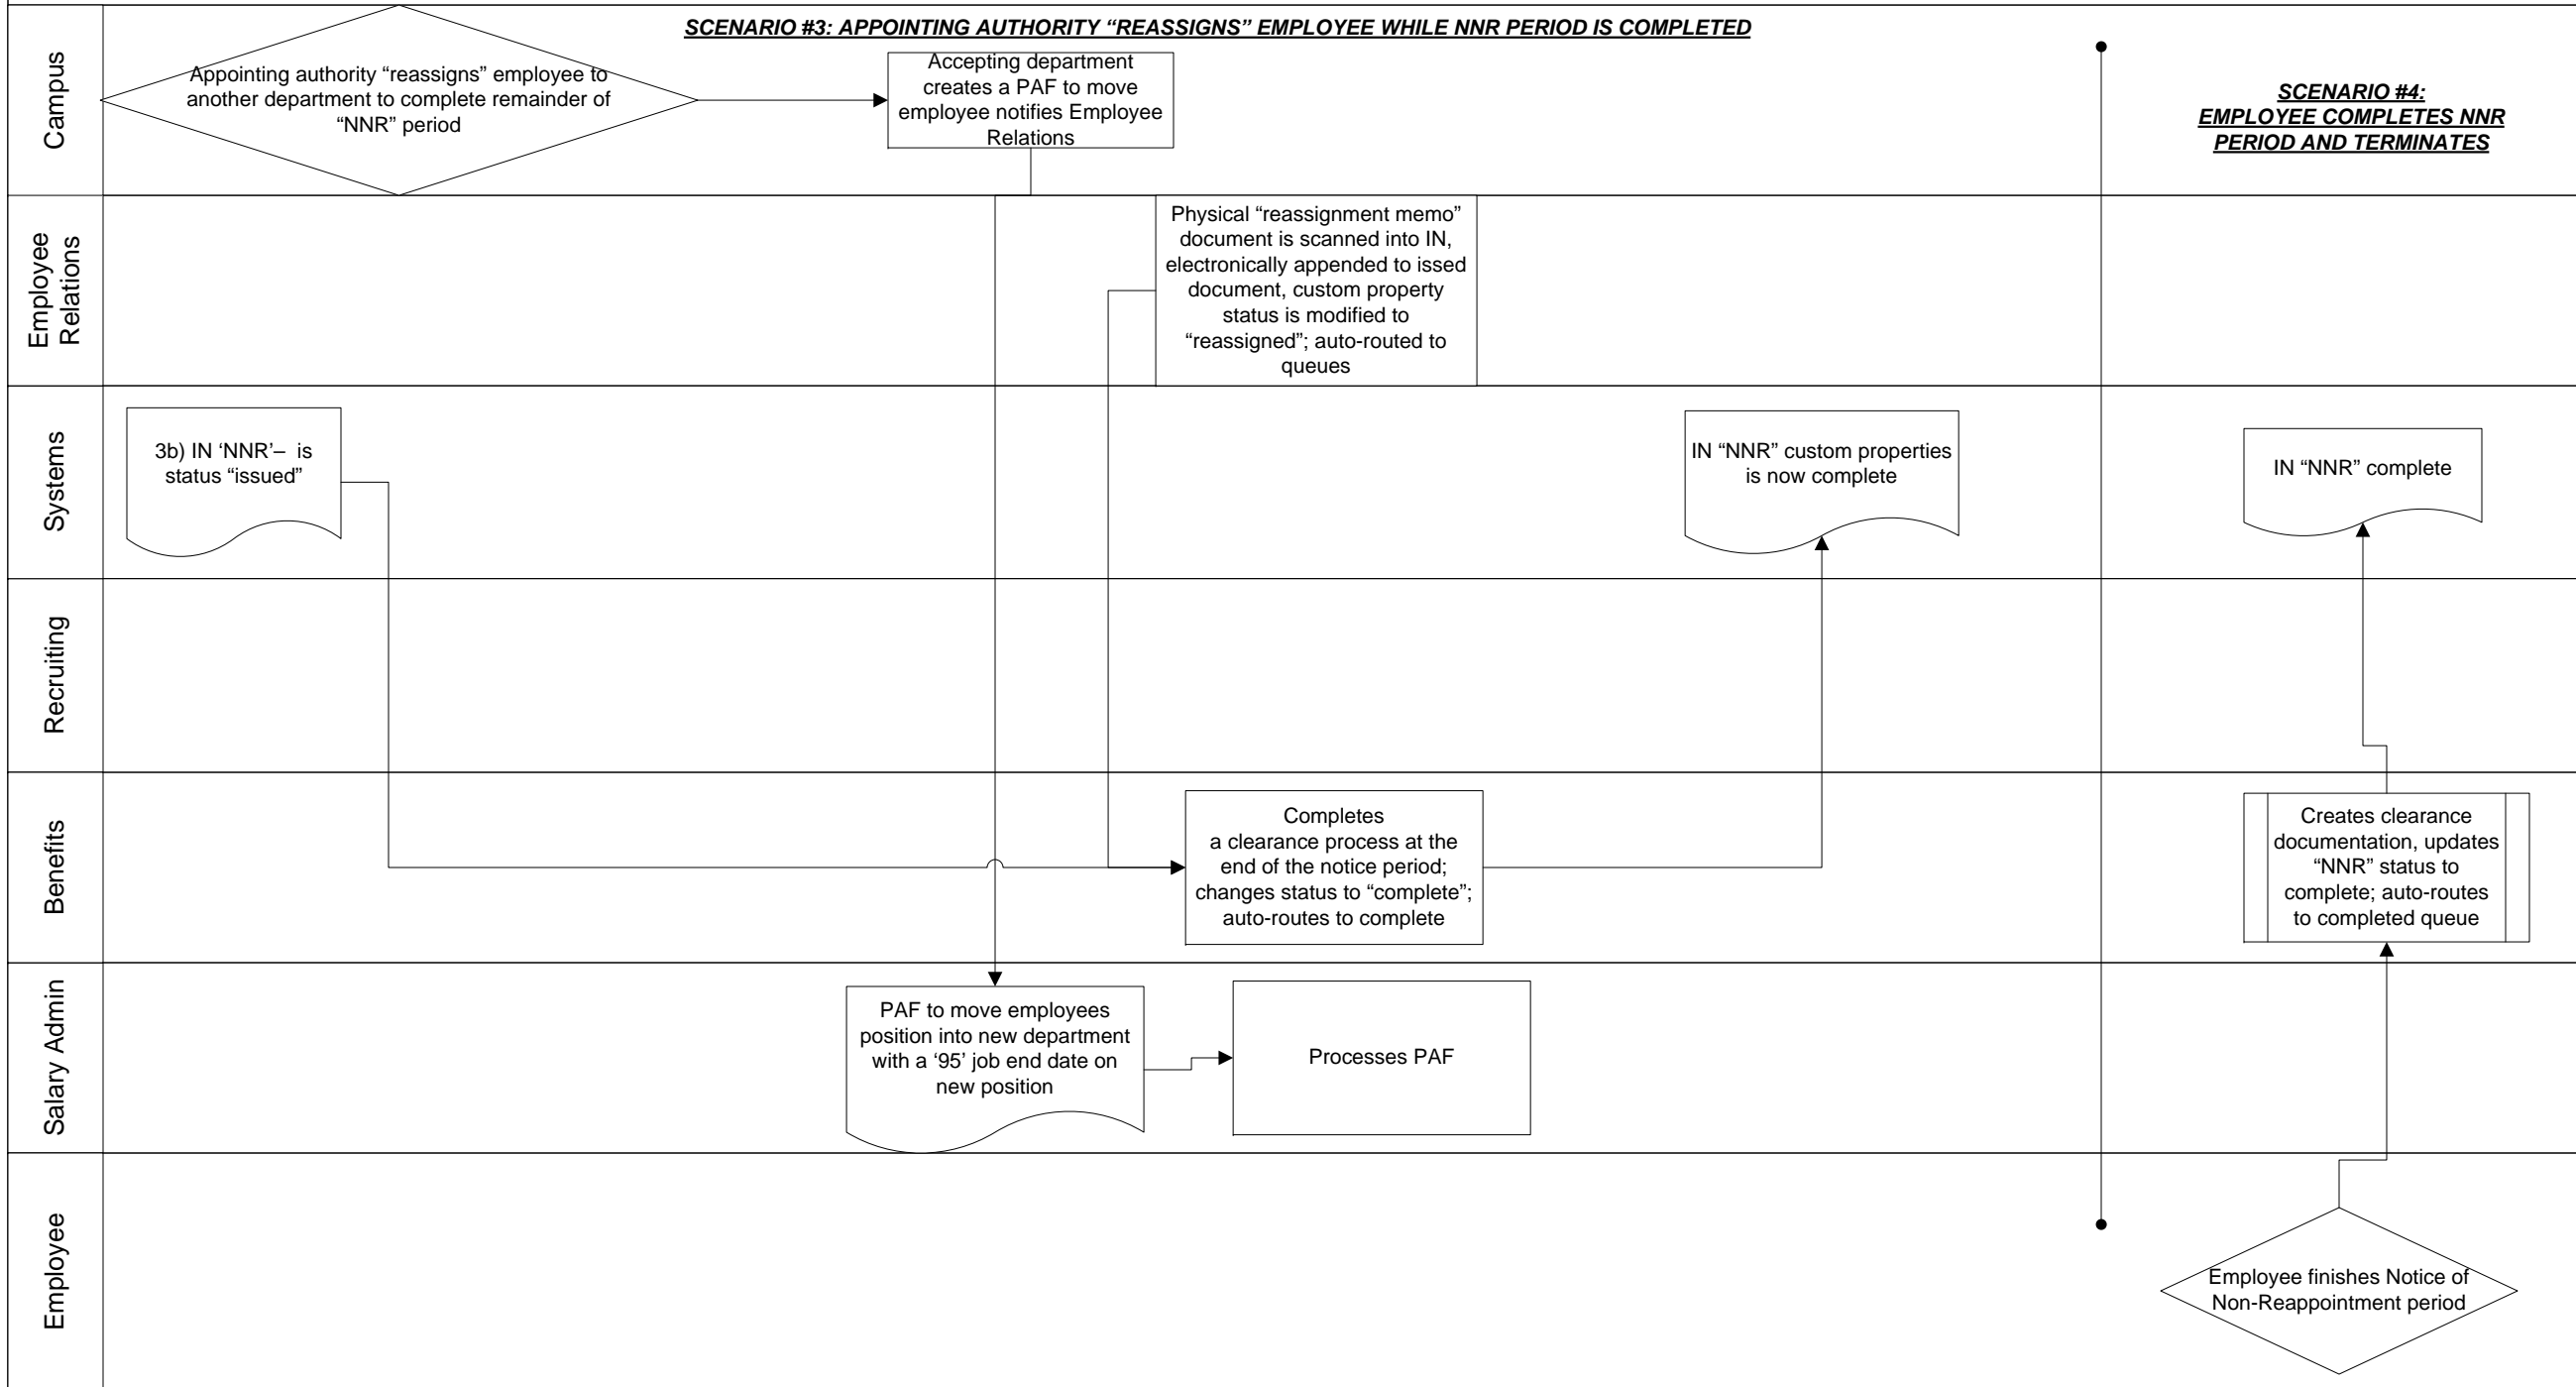 SCENARIO #3: APPOINTING AUTHORITY “REASSIGNS” EMPLOYEE WHILE NNR PERIOD IS COMPLETED
Campus
Appointing authority “reassigns” employee to
another department to complete remainder of
“NNR” period
Accepting department
creates a PAF to move
employee notifies Employee
Relations
SCENARIO #4:
EMPLOYEE COMPLETES NNR
PERIOD AND TERMINATES
Employee
Relations
Physical “reassignment memo”
document is scanned into IN,
electronically appended to issed
document, custom property
status is modified to
“reassigned”; auto-routed to
queues
Systems
3b) IN ‘NNR’– is
status “issued”
IN “NNR” custom properties
is now complete
IN “NNR” complete
Recruiting
Benefits
Completes
a clearance process at the
end of the notice period;
changes status to “complete”;
auto-routes to complete
Creates clearance
documentation, updates
“NNR” status to
complete; auto-routes
to completed queue
Salary Admin
PAF to move employees
position into new department
with a ‘95’ job end date on
new position
Processes PAF
Employee
Employee finishes Notice of
Non-Reappointment period